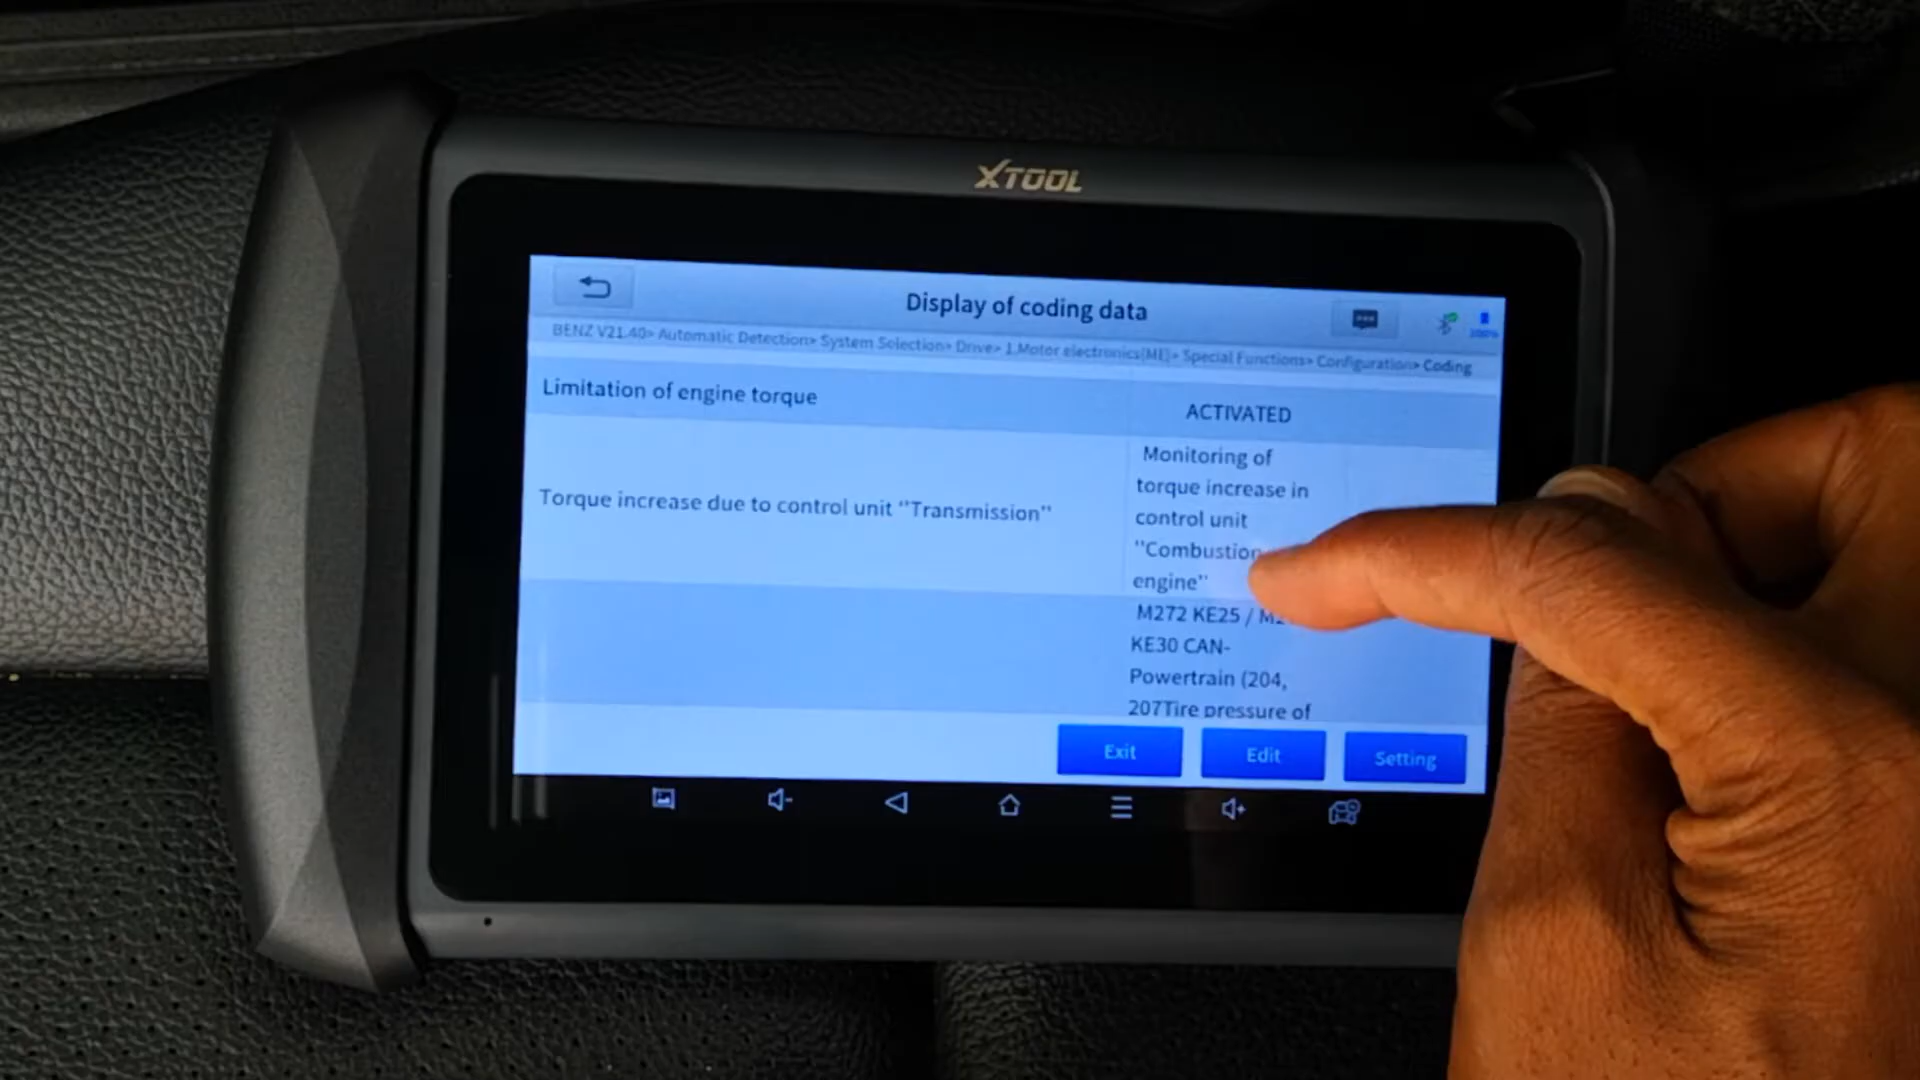 XTOOL
Display of coding data
100%
BENZ V21.40> Automatic Detection> System Selection> Drive> 1.Motor electronics(ME)> Special Functions> Configuration> Coding
Limitation of engine torque
ACTIVATED
Torque increase due to control unit ''Transmission''
Monitoring of
torque increase in
control unit
''Combustion
engine''
M272 KE25 /
KE30 CAN-
Powertrain (204,
207Tire pressure of
Exit
Edit
Setting